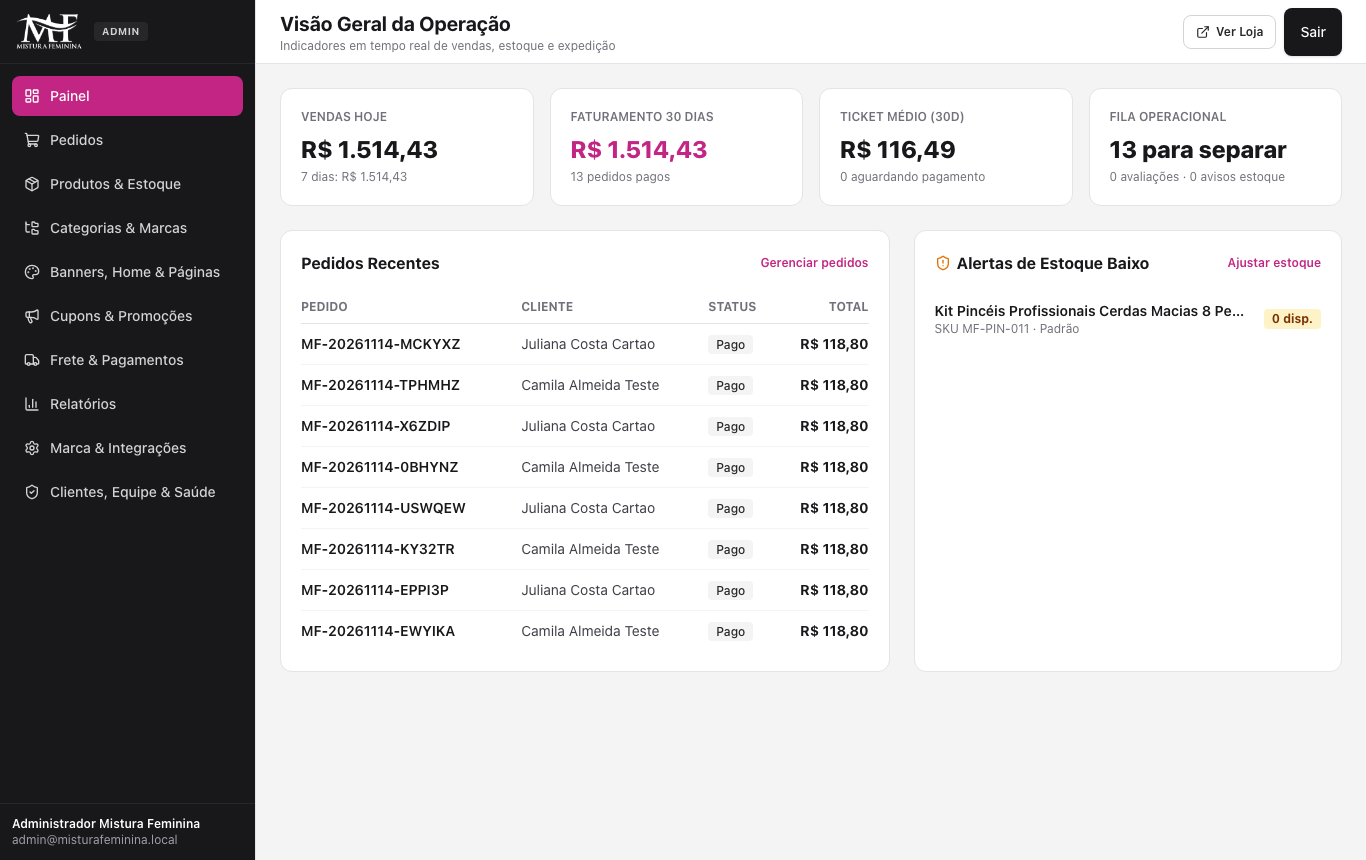 MF
MISTURA FEMININA
ADMIN
Painel
Pedidos
Produtos & Estoque
Categorias & Marcas
Banners, Home & Páginas
Cupons & Promoções
Frete & Pagamentos
Relatórios
Marca & Integrações
Clientes, Equipe & Saúde
Administrador Mistura Feminina
admin@misturafeminina.local
Visão Geral da Operação
Indicadores em tempo real de vendas, estoque e expedição
Ver Loja
Sair
VENDAS HOJE
R$ 1.514,43
7 dias: R$ 1.514,43
FATURAMENTO 30 DIAS
R$ 1.514,43
13 pedidos pagos
TICKET MÉDIO (30D)
R$ 116,49
0 aguardando pagamento
FILA OPERACIONAL
13 para separar
0 avaliações · 0 avisos estoque
Pedidos Recentes
Gerenciar pedidos
PEDIDO CLIENTE STATUS TOTAL
MF-20261114-MCKYXZ Juliana Costa Cartao Pago R$ 118,80
MF-20261114-TPHMHZ Camila Almeida Teste Pago R$ 118,80
MF-20261114-X6ZDIP Juliana Costa Cartao Pago R$ 118,80
MF-20261114-0BHYNZ Camila Almeida Teste Pago R$ 118,80
MF-20261114-USWQEW Juliana Costa Cartao Pago R$ 118,80
MF-20261114-KY32TR Camila Almeida Teste Pago R$ 118,80
MF-20261114-EPPI3P Juliana Costa Cartao Pago R$ 118,80
MF-20261114-EWYIKA Camila Almeida Teste Pago R$ 118,80
Alertas de Estoque Baixo
Ajustar estoque
Kit Pincéis Profissionais Cerdas Macias 8 Pe...
SKU MF-PIN-011 · Padrão
0 disp.